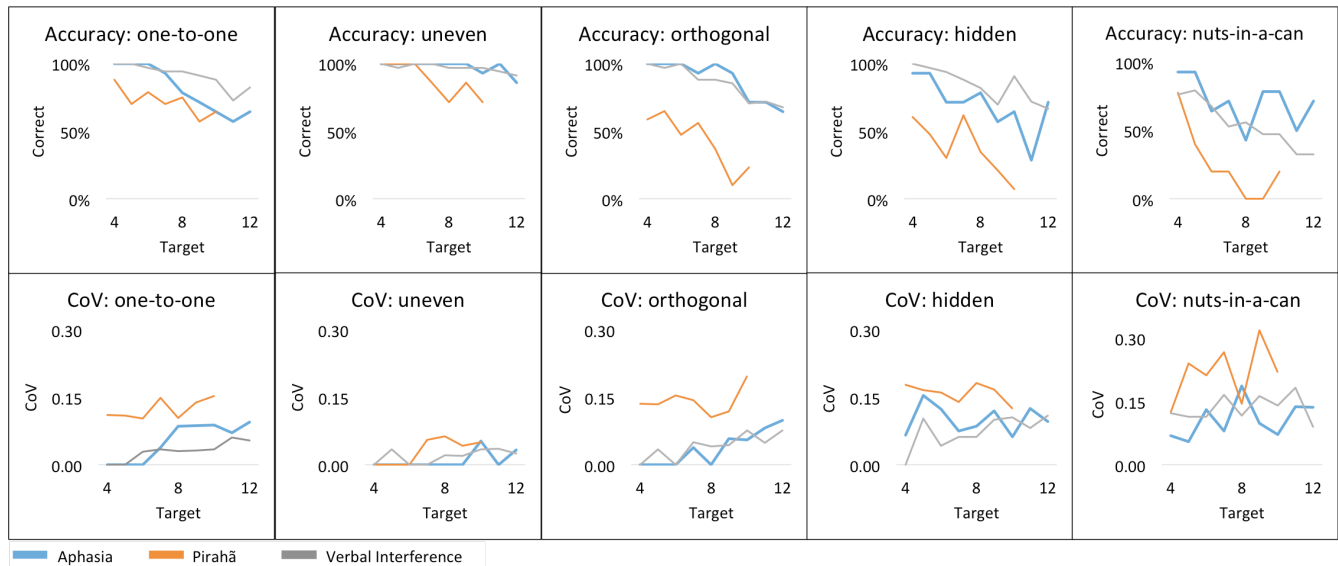 Accuracy: one-to-one
100%
50%
0%
Correct
4 8 12
Target
Accuracy: uneven
100%
50%
0%
Correct
4 8 12
Target
Accuracy: orthogonal
100%
50%
0%
Correct
4 8 12
Target
Accuracy: hidden
100%
50%
0%
Correct
4 8 12
Target
Accuracy: nuts-in-a-can
100%
50%
0%
Correct
4 8 12
Target
CoV: one-to-one
0.30
0.15
0.00
CoV
4 8 12
Target
CoV: uneven
0.30
0.15
0.00
CoV
4 8 12
Target
CoV: orthogonal
0.30
0.15
0.00
CoV
4 8 12
Target
CoV: hidden
0.30
0.15
0.00
CoV
4 8 12
Target
CoV: nuts-in-a-can
0.30
0.15
0.00
CoV
4 8 12
Target
Aphasia Pirahã Verbal Interference